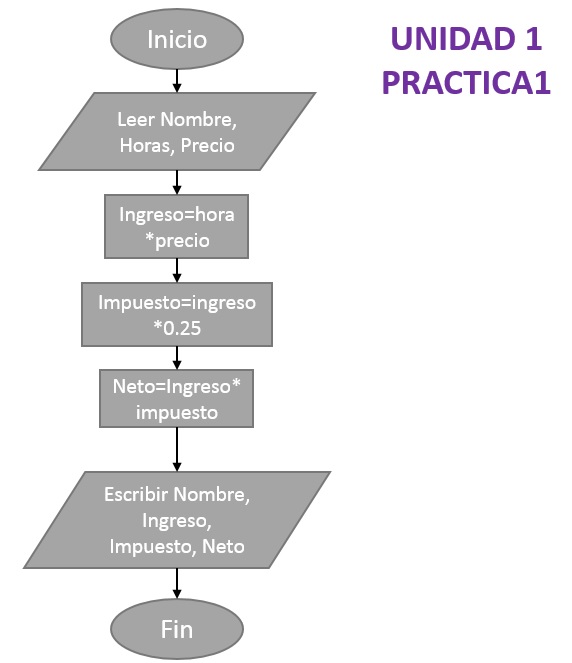 UNIDAD 1
PRACTICA1
Inicio
Leer Nombre,
Horas, Precio
Ingreso=hora
*precio
Impuesto=ingreso
*0.25
Neto=Ingreso*
impuesto
Escribir Nombre,
Ingreso,
Impuesto, Neto
Fin